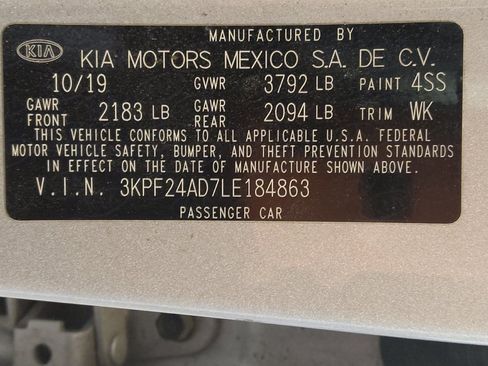 MANUFACTURED BY
KIA KIA MOTORS MEXICO S.A. DE C.V.
10/19 GVWR 3792 LB PAINT 4SS
GAWR FRONT 2183 LB GAWR REAR 2094 LB TRIM WK
THIS VEHICLE CONFORMS TO ALL APPLICABLE U.S.A. FEDERAL
MOTOR VEHICLE SAFETY, BUMPER, AND THEFT PREVENTION STANDARDS
IN EFFECT ON THE DATE OF MANUFACTURE SHOWN ABOVE.
V.I.N. 3KPF24AD7LE184863
PASSENGER CAR